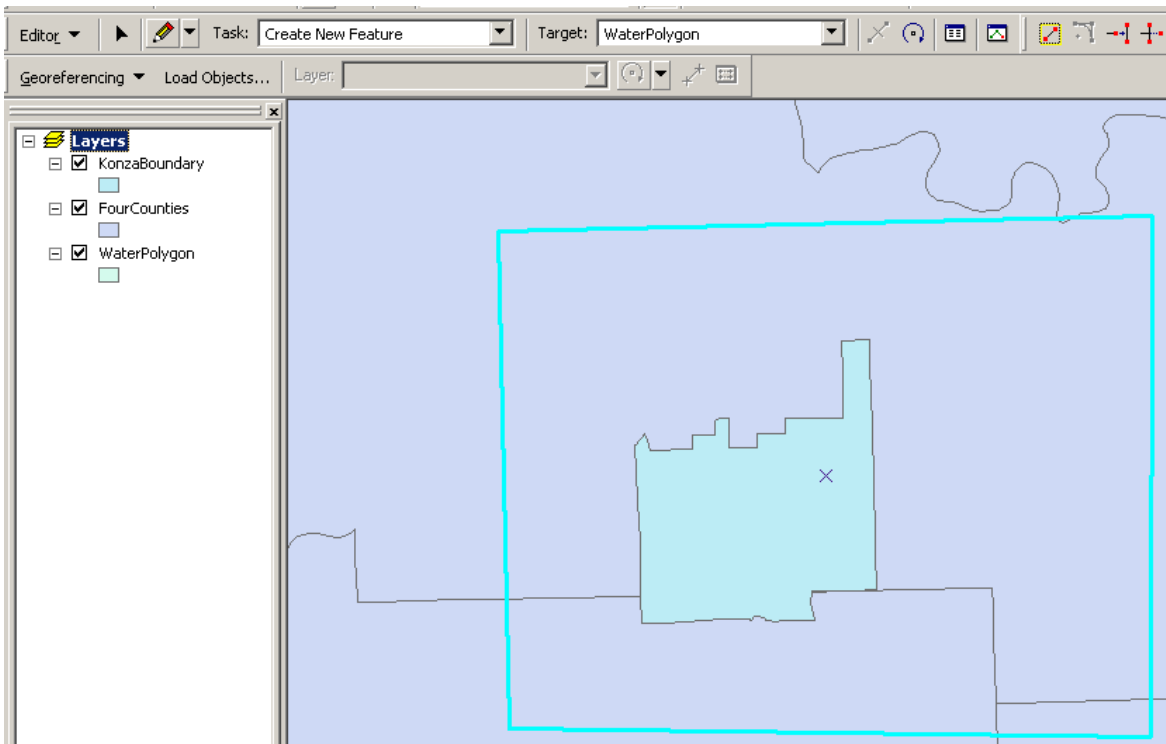 Editor Task: Create New Feature Target: WaterPolygon
Georeferencing Load Objects... Layer:
Layers
KonzaBoundary
FourCounties
WaterPolygon